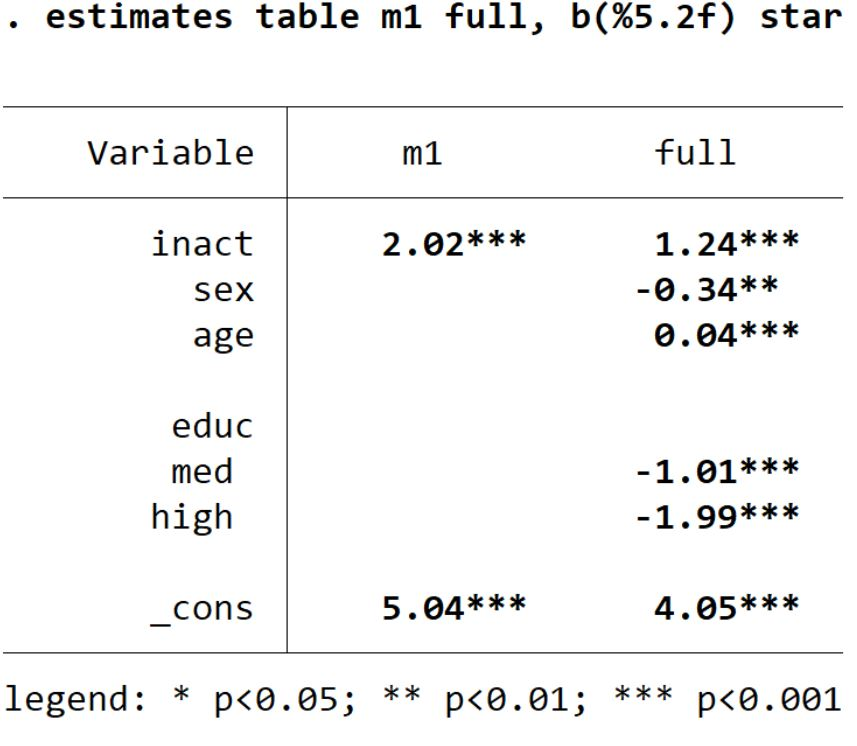 . estimates table m1 full, b(%5.2f) star
Variable m1 full
inact 2.02*** 1.24***
sex -0.34**
age 0.04***
educ
med -1.01***
high -1.99***
_cons 5.04*** 4.05***
legend: * p<0.05; ** p<0.01; *** p<0.001